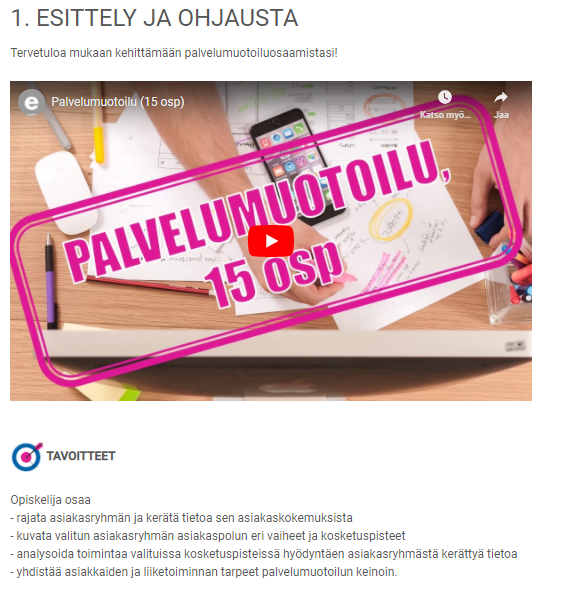 1. ESITTELY JA OHJAUSTA
Tervetuloa mukaan kehittämään palvelumuotoiluosaamistasi!
e
Palvelumuotoilu (15 osp)
Katso myö...
Jaa
PALVELUMUOTOILU,
15 osp
TAVOITTEET
Opiskelija osaa
- rajata asiakasryhmän ja kerätä tietoa sen asiakaskokemuksista
- kuvata valitun asiakasryhmän asiakaspolun eri vaiheet ja kosketuspisteet
- analysoida toimintaa valituissa kosketuspisteissä hyödyntäen asiakasryhmästä kerättyä tietoa
- yhdistää asiakkaiden ja liiketoiminnan tarpeet palvelumuotoilun keinoin.